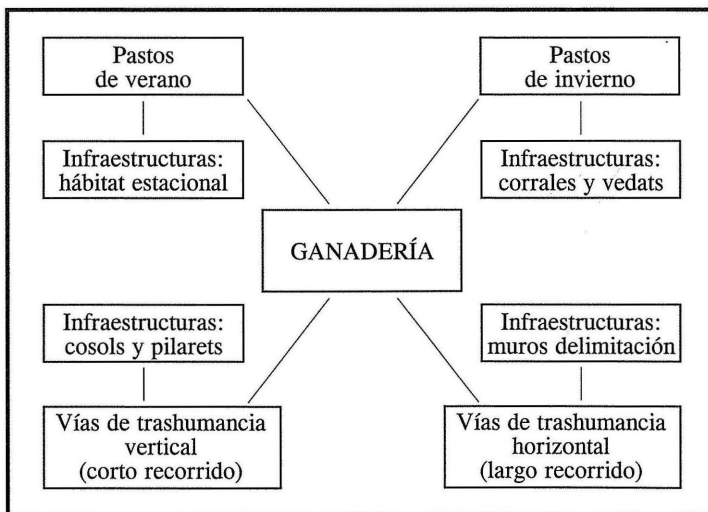 Pastos
de verano
Pastos
de invierno
Infraestructuras:
hábitat estacional
Infraestructuras:
corrales y vedats
GANADERÍA
Infraestructuras:
cosols y pilarets
Infraestructuras:
muros delimitación
Vías de trashumancia
vertical
(corto recorrido)
Vías de trashumancia
horizontal
(largo recorrido)